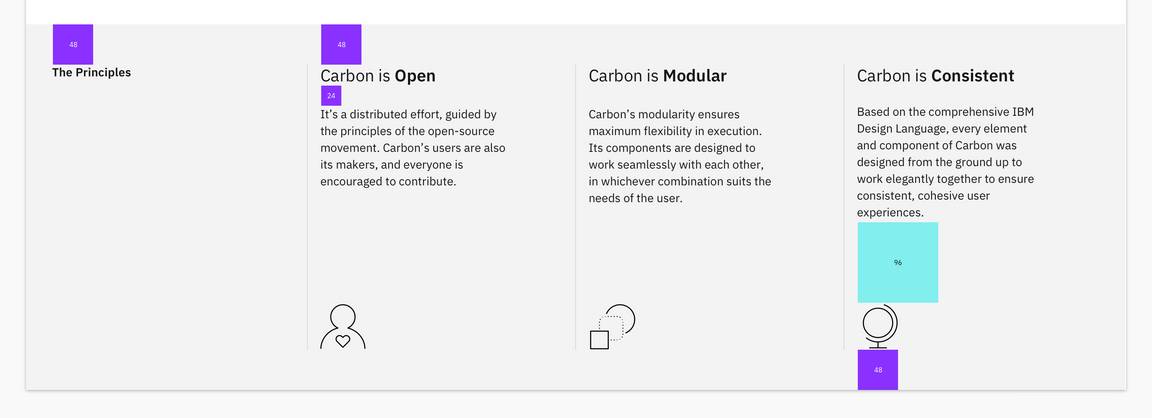 48
The Principles
48
Carbon is Open
24
It’s a distributed effort, guided by
the principles of the open-source
movement. Carbon’s users are also
its makers, and everyone is
encouraged to contribute.
Carbon is Modular
Carbon’s modularity ensures
maximum flexibility in execution.
Its components are designed to
work seamlessly with each other,
in whichever combination suits the
needs of the user.
Carbon is Consistent
Based on the comprehensive IBM
Design Language, every element
and component of Carbon was
designed from the ground up to
work elegantly together to ensure
consistent, cohesive user
experiences.
96
48